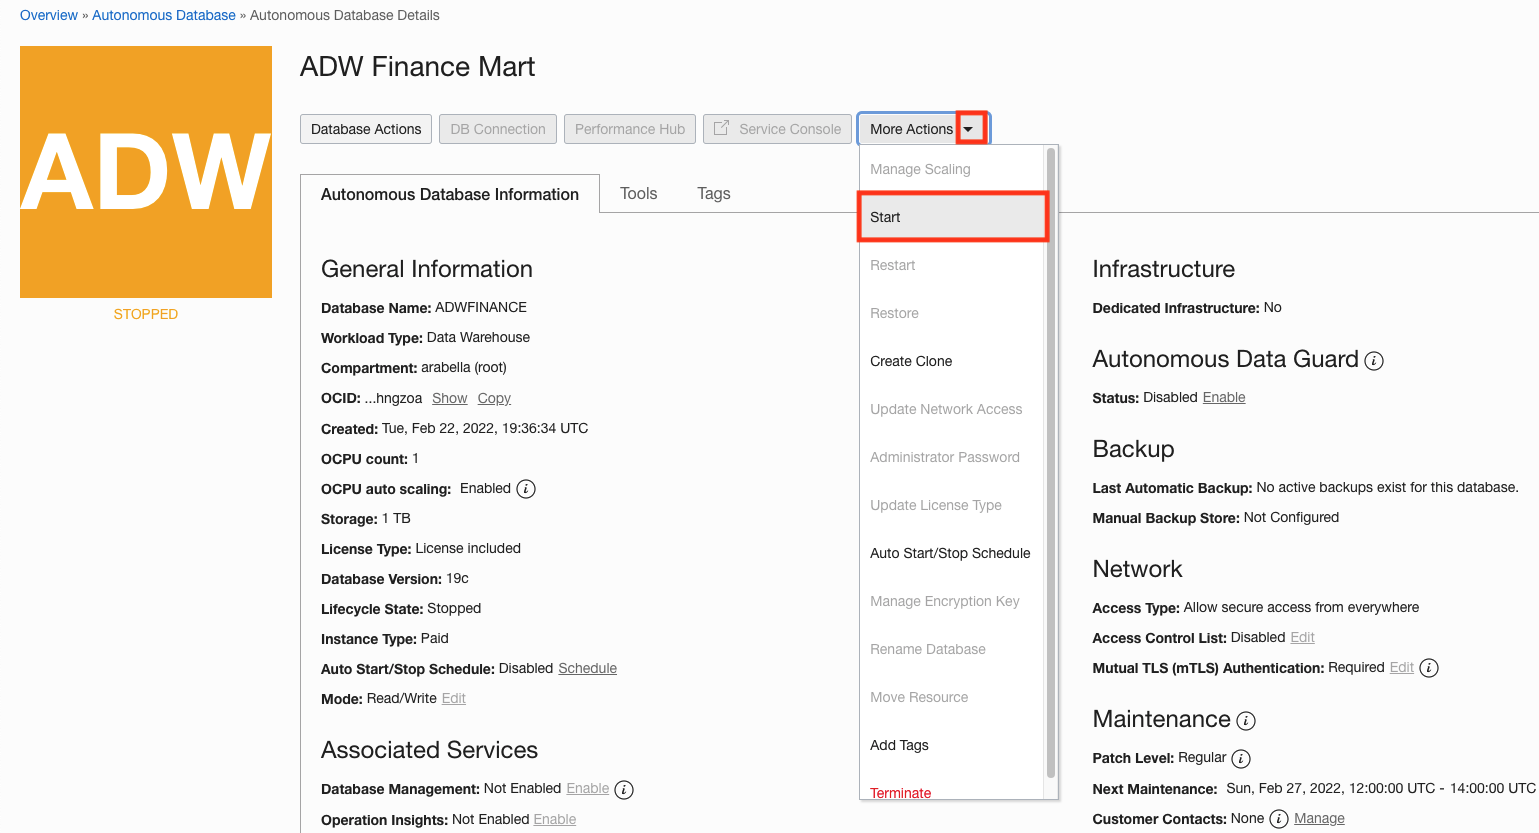 Overview » Autonomous Database » Autonomous Database Details
ADW
STOPPED
ADW Finance Mart
Database Actions
DB Connection
Performance Hub
Service Console
More Actions
Manage Scaling
Start
Restart
Restore
Create Clone
Update Network Access
Administrator Password
Update License Type
Auto Start/Stop Schedule
Manage Encryption Key
Rename Database
Move Resource
Add Tags
Terminate
Autonomous Database Information
Tools
Tags
General Information
Database Name: ADWFINANCE
Workload Type: Data Warehouse
Compartment: arabella (root)
OCID: ...hngzoa Show Copy
Created: Tue, Feb 22, 2022, 19:36:34 UTC
OCPU count: 1
OCPU auto scaling: Enabled i
Storage: 1 TB
License Type: License included
Database Version: 19c
Lifecycle State: Stopped
Instance Type: Paid
Auto Start/Stop Schedule: Disabled Schedule
Mode: Read/Write Edit
Associated Services
Database Management: Not Enabled Enable i
Operation Insights: Not Enabled Enable
Infrastructure
Dedicated Infrastructure: No
Autonomous Data Guard i
Status: Disabled Enable
Backup
Last Automatic Backup: No active backups exist for this database.
Manual Backup Store: Not Configured
Network
Access Type: Allow secure access from everywhere
Access Control List: Disabled Edit
Mutual TLS (mTLS) Authentication: Required Edit i
Maintenance i
Patch Level: Regular i
Next Maintenance: Sun, Feb 27, 2022, 12:00:00 UTC - 14:00:00 UTC
Customer Contacts: None i Manage